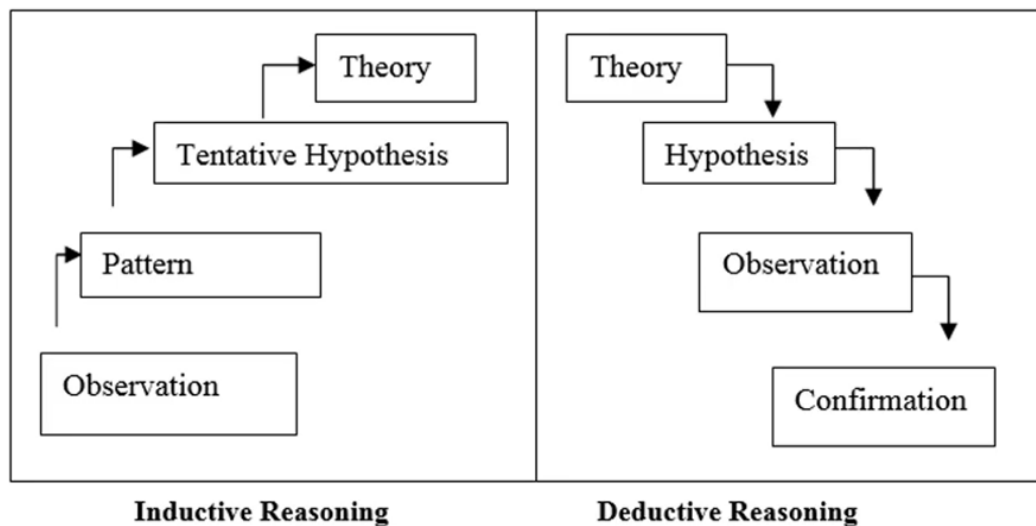 Theory
Tentative Hypothesis
Pattern
Observation
Inductive Reasoning
Theory
Hypothesis
Observation
Confirmation
Deductive Reasoning